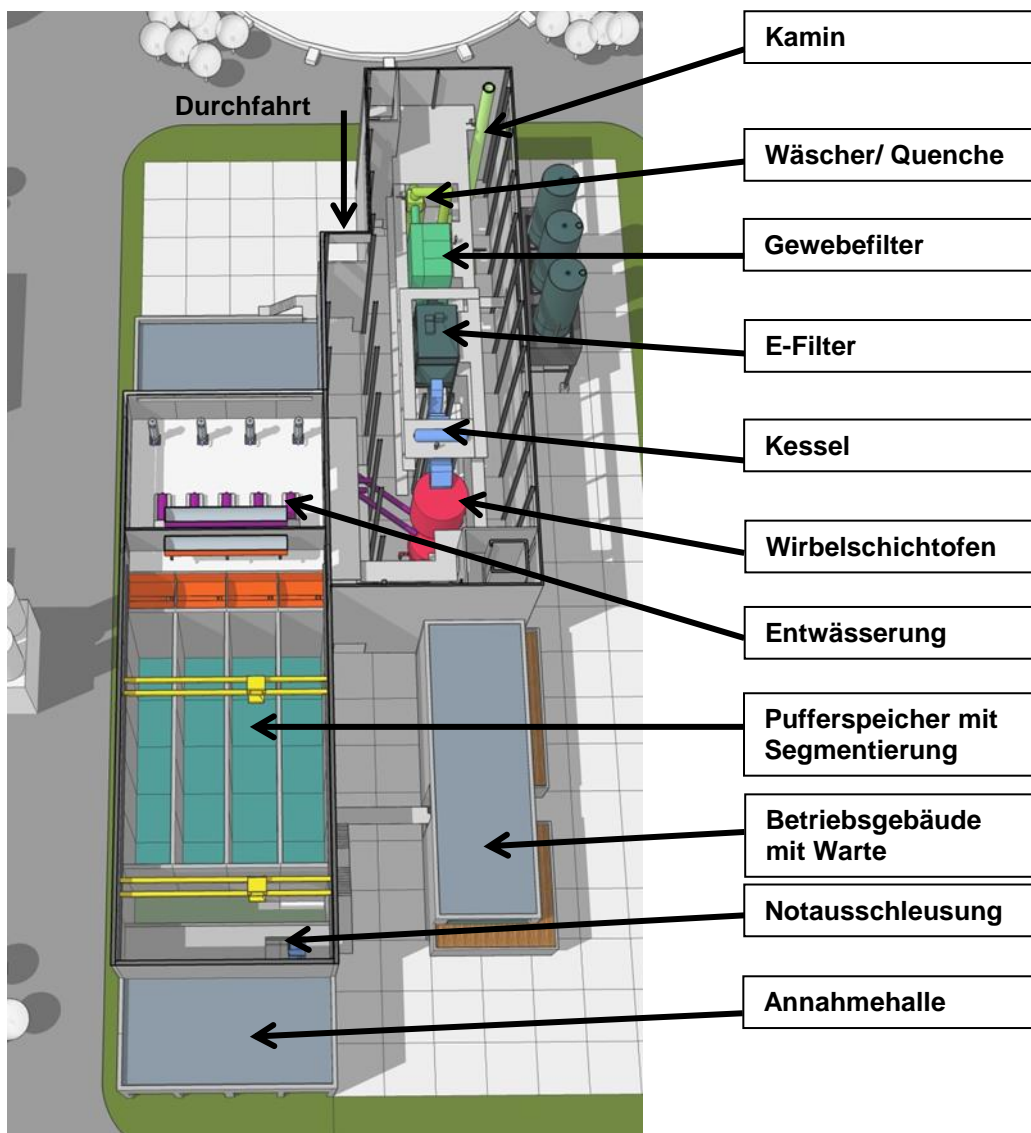 Kamin
Durchfahrt
Wäscher/ Quenche
Gewebefilter
E-Filter
Kessel
Wirbelschichtofen
Entwässerung
Pufferspeicher mit
Segmentierung
Betriebsgebäude
mit Warte
Notausschleusung
Annahmehalle